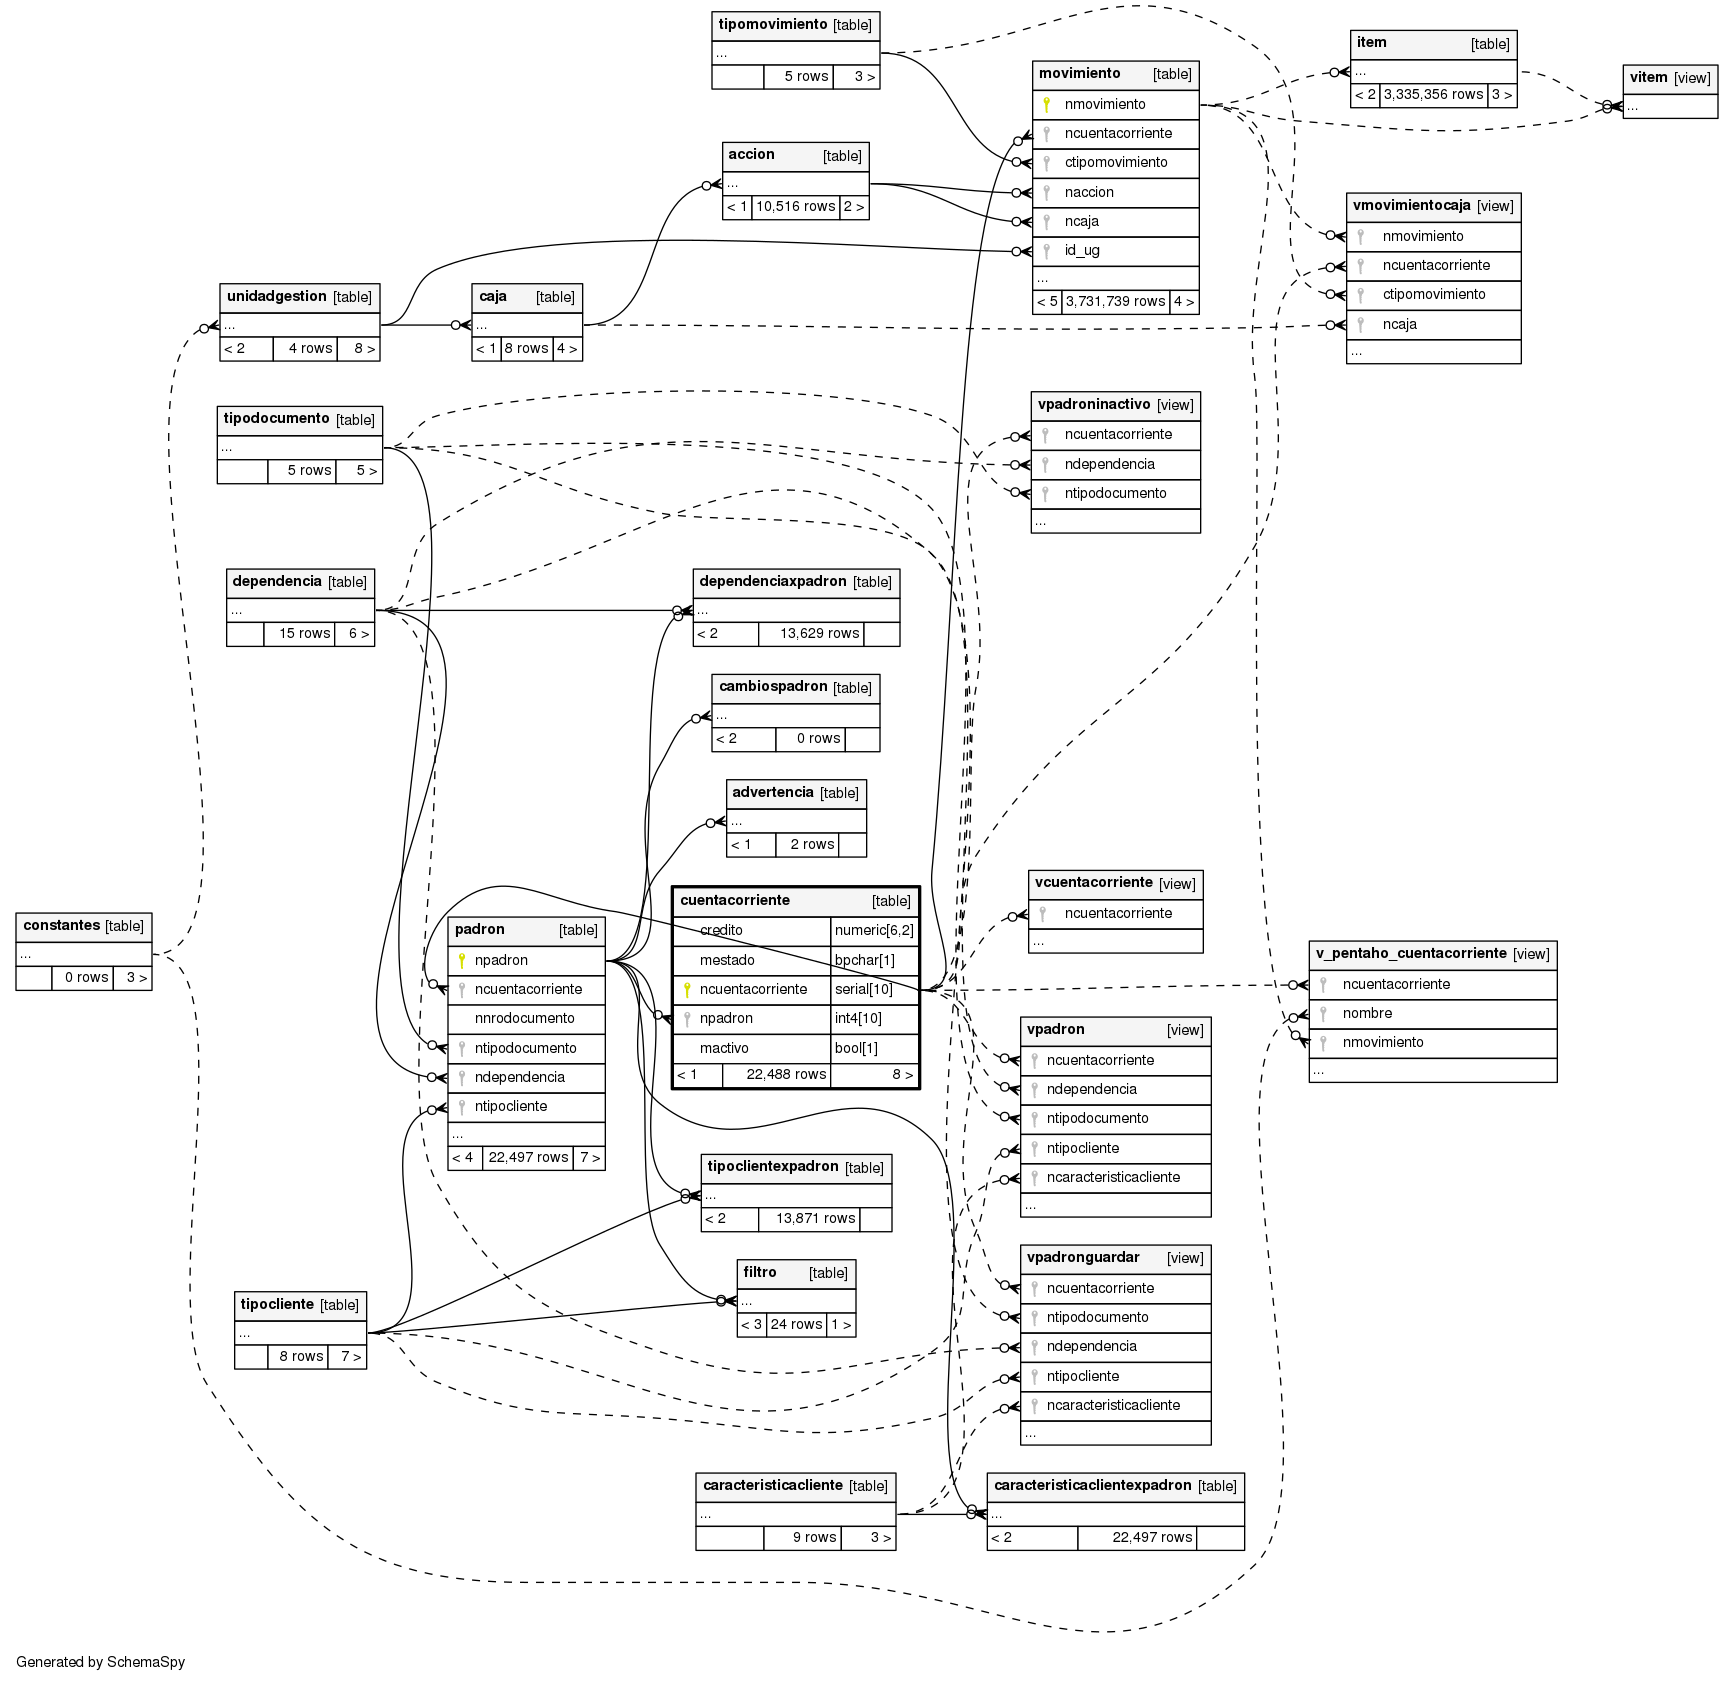 tipomovimiento [table]
...
5 rows 3 >
item [table]
...
< 2 3,335,356 rows 3 >
vitem [view]
...
movimiento [table]
nmovimiento
ncuentacorriente
ctipomovimiento
naccion
ncaja
id_ug
...
< 5 3,731,739 rows 4 >
accion [table]
...
< 1 10,516 rows 2 >
vmovimientocaja [view]
nmovimiento
ncuentacorriente
ctipomovimiento
ncaja
...
unidadgestion [table]
...
< 2 4 rows 8 >
caja [table]
...
< 1 8 rows 4 >
tipodocumento [table]
...
5 rows 5 >
vpadroninactivo [view]
ncuentacorriente
ndependencia
ntipodocumento
...
dependencia [table]
...
15 rows 6 >
dependenciaxpadron [table]
...
< 2 13,629 rows
cambiospadron [table]
...
< 2 0 rows
advertencia [table]
...
< 1 2 rows
constantes [table]
...
0 rows 3 >
padron [table]
npadron
ncuentacorriente
nnrodocumento
ntipodocumento
ndependencia
ntipocliente
...
< 4 22,497 rows 7 >
cuentacorriente [table]
credito numeric[6,2]
mestado bpchar[1]
ncuentacorriente serial[10]
npadron int4[10]
mactivo bool[1]
< 1 22,488 rows 8 >
vcuentacorriente [view]
ncuentacorriente
...
v_pentaho_cuentacorriente [view]
ncuentacorriente
nombre
nmovimiento
...
vpadron [view]
ncuentacorriente
ndependencia
ntipodocumento
ntipocliente
ncaracteristicacliente
...
tipoclientexpadron [table]
...
< 2 13,871 rows
filtro [table]
...
< 3 24 rows 1 >
vpadronguardar [view]
ncuentacorriente
ntipodocumento
ndependencia
ntipocliente
ncaracteristicacliente
...
tipocliente [table]
...
8 rows 7 >
caracteristicacliente [table]
...
9 rows 3 >
caracteristicaclientexpadron [table]
...
< 2 22,497 rows
Generated by SchemaSpy